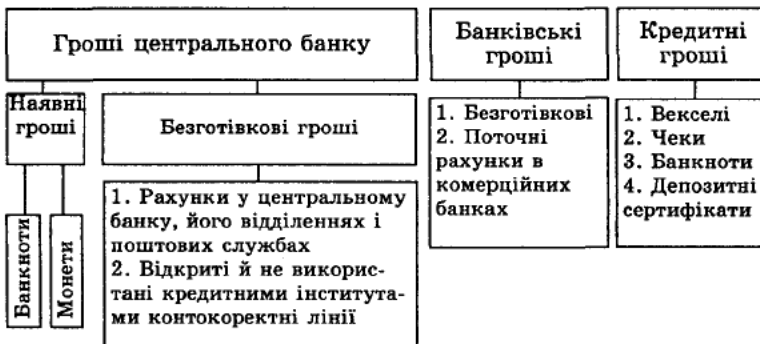 Гроші центрального банку
Банківські
гроші
Кредитні
гроші
Наявні
гроші
Безготівкові гроші
Банкноти
Монети
1. Рахунки у центральному
банку, його відділеннях і
поштових службах
2. Відкриті й не викорис-
тані кредитними інститута-
ми контокоректні лінії
1. Безготівкові
2. Поточні
рахунки в
комерційних
банках
1. Векселі
2. Чеки
3. Банкноти
4. Депозитні
сертифікати